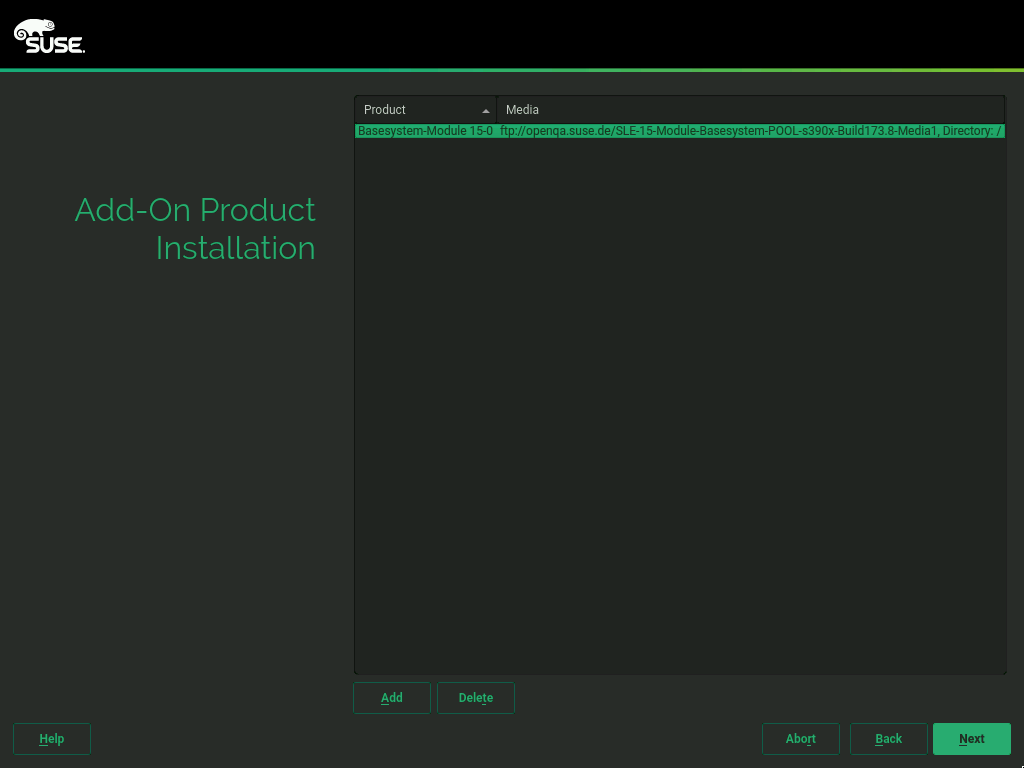 SUSE.
Product Media
Basesystem-Module 15-0 ftp://openqa.suse.de/SLE-15-Module-Basesystem-POOL-s390x-Build173.8-Media1, Directory: /
Add-On Product
Installation
Add Delete
Help Abort Back Next